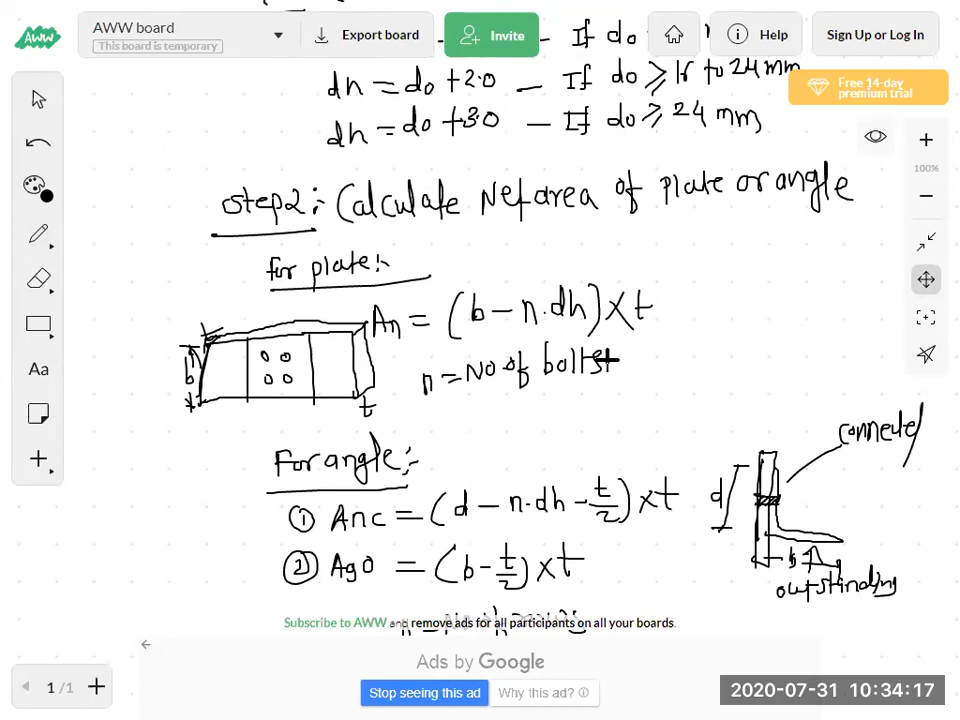 AWW board
This board is temporary
Export board
Invite
Help
Sign Up or Log In
If do
dh = do + 2.0 — If do ≥ 16 to 24 mm
dh = do + 3.0 — If do ≥ 24 mm
Free 14-day
premium trial
100%
step2: Calculate Net area of plate or angle
for plate:-
An = (b - n.dh) x t
n = No of bolts
t
b
t
Aa
For angle:-
connected
① Anc = (d - n.dh - t/2) x t
d
② Ago = (b - t/2) x t
b
outstanding
Subscribe to AWW and remove ads for all participants on all your boards.
Ads by Google
Stop seeing this ad
Why this ad?
1 /1
2020-07-31 10:34:17